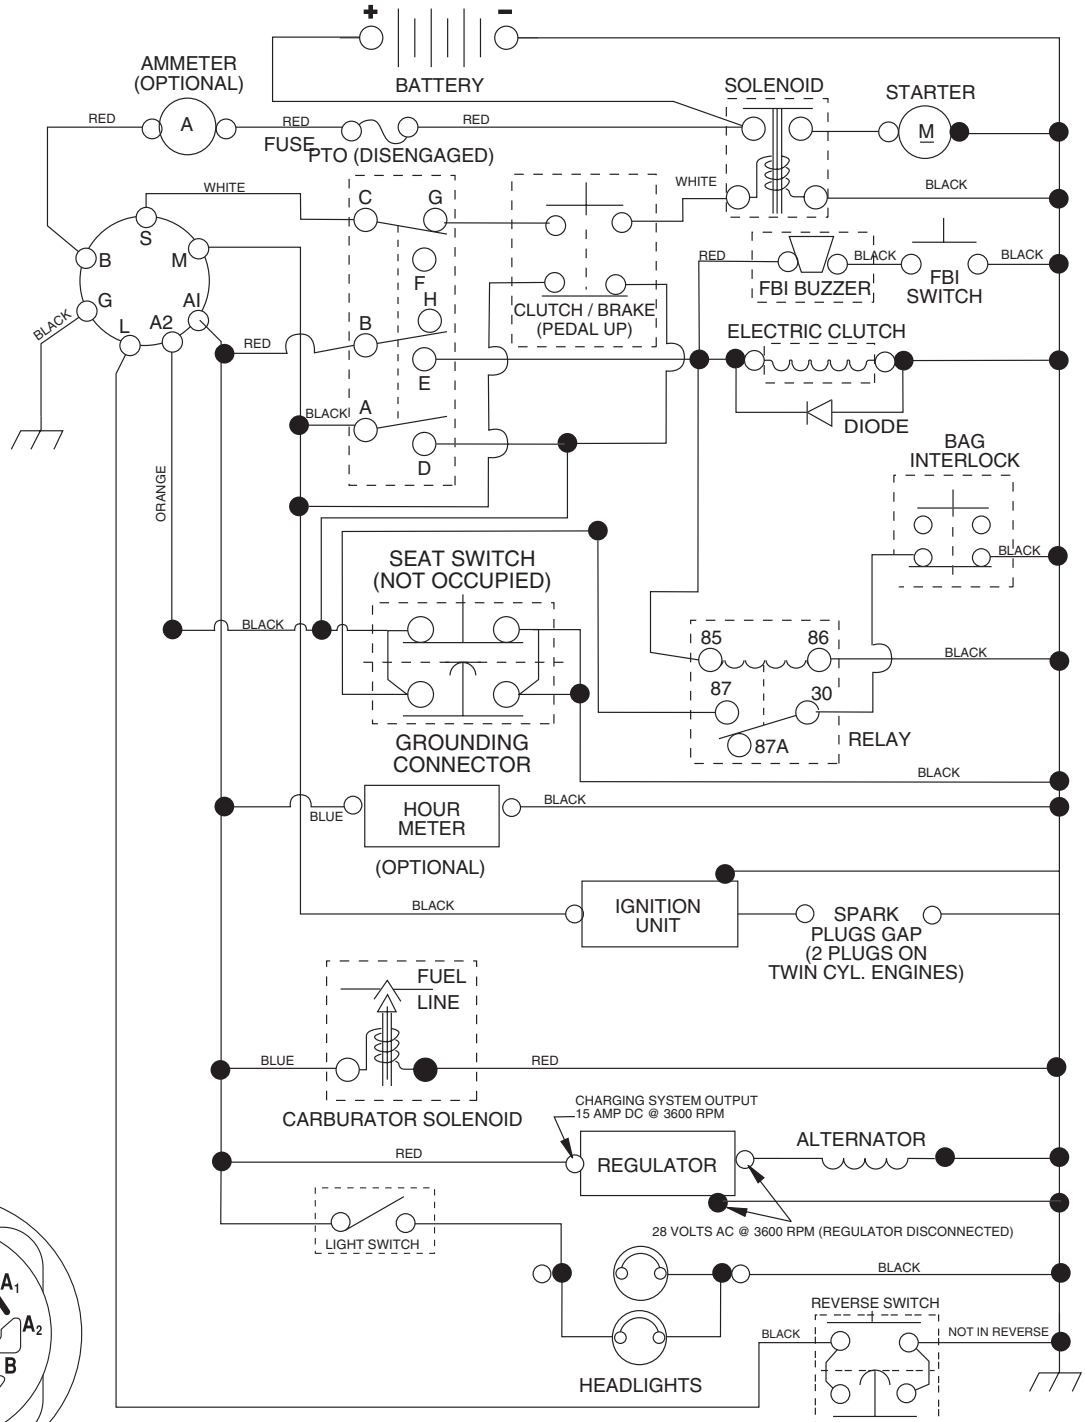 + −
BATTERY
AMMETER
(OPTIONAL)
SOLENOID
STARTER
RED
A
RED
FUSE
RED
M
PTO (DISENGAGED)
WHITE
C
G
WHITE
BLACK
S
B
M
F
RED
BLACK
BLACK
FBI BUZZER
FBI
SWITCH
G
AI
H
CLUTCH / BRAKE
(PEDAL UP)
BLACK
L
A2
B
RED
E
ELECTRIC CLUTCH
DIODE
A
BLACK
D
BAG
INTERLOCK
ORANGE
BLACK
SEAT SWITCH
(NOT OCCUPIED)
BLACK
85
86
BLACK
87
30
87A
RELAY
GROUNDING
CONNECTOR
BLACK
BLUE
HOUR
METER
BLACK
(OPTIONAL)
BLACK
IGNITION
UNIT
SPARK
PLUGS GAP
(2 PLUGS ON
TWIN CYL. ENGINES)
FUEL
LINE
BLUE
RED
CARBURATOR SOLENOID
CHARGING SYSTEM OUTPUT
15 AMP DC @ 3600 RPM
RED
REGULATOR
ALTERNATOR
28 VOLTS AC @ 3600 RPM (REGULATOR DISCONNECTED)
LIGHT SWITCH
BLACK
HEADLIGHTS
REVERSE SWITCH
BLACK
NOT IN REVERSE
A1
A2
B